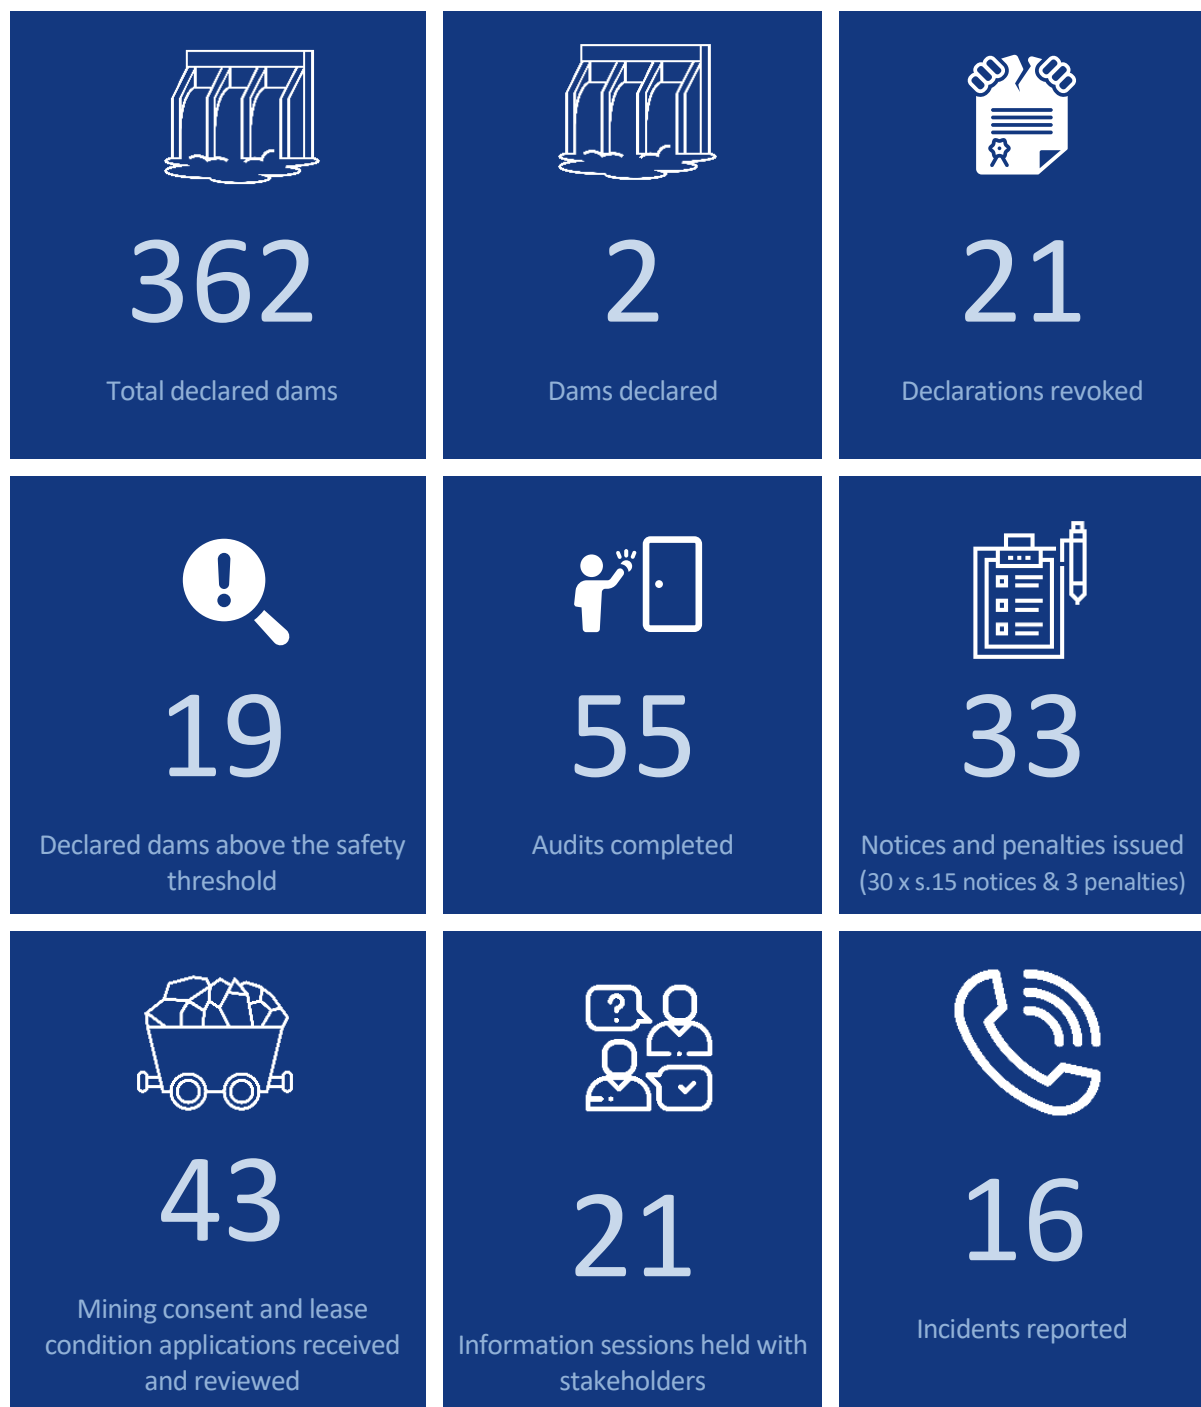 362
Total declared dams
2
Dams declared
21
Declarations revoked
19
Declared dams above the safety
threshold
55
Audits completed
33
Notices and penalties issued
(30 x s.15 notices & 3 penalties)
43
Mining consent and lease
condition applications received
and reviewed
21
Information sessions held with
stakeholders
16
Incidents reported